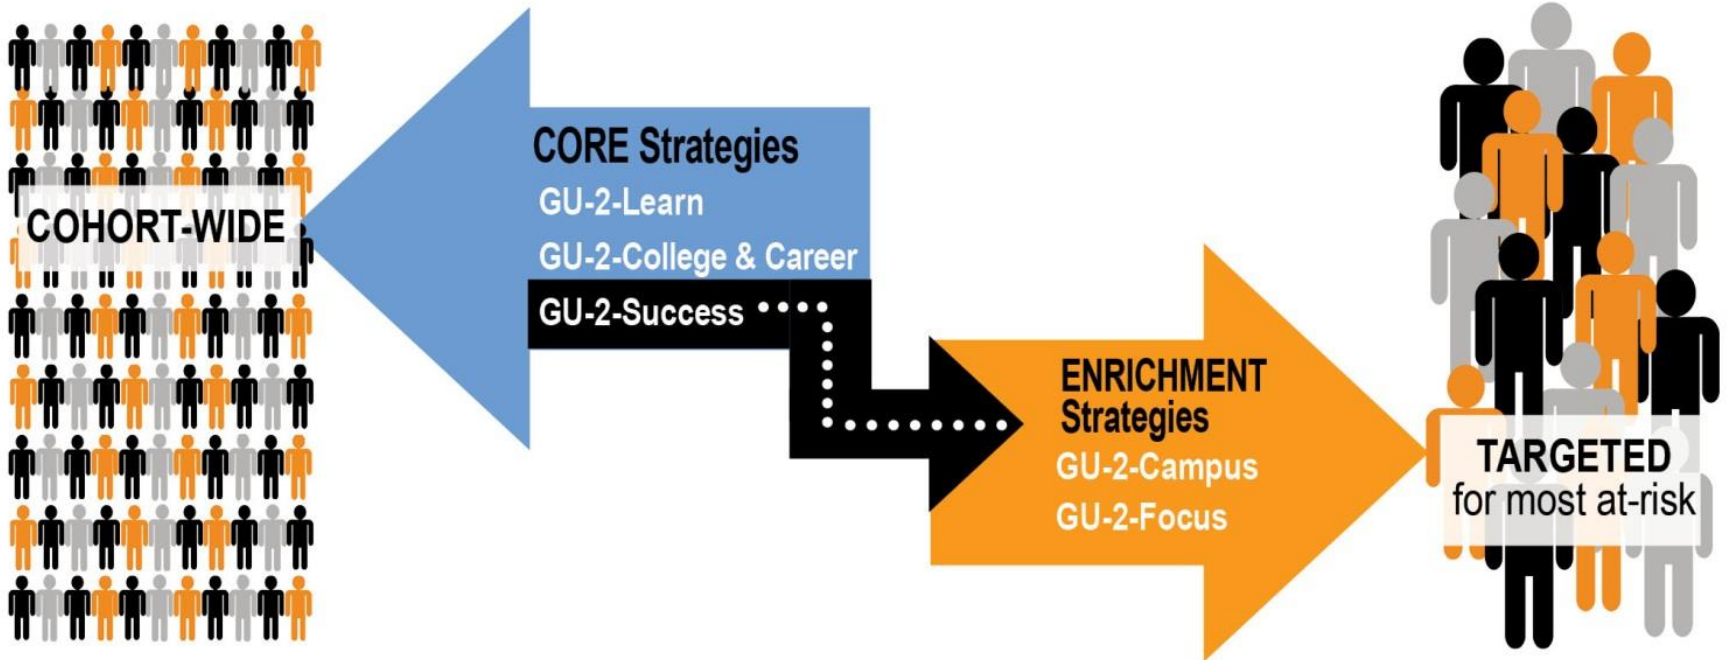 COHORT-WIDE
CORE Strategies
GU-2-Learn
GU-2-College & Career
GU-2-Success
ENRICHMENT
Strategies
GU-2-Campus
GU-2-Focus
TARGETED
for most at-risk